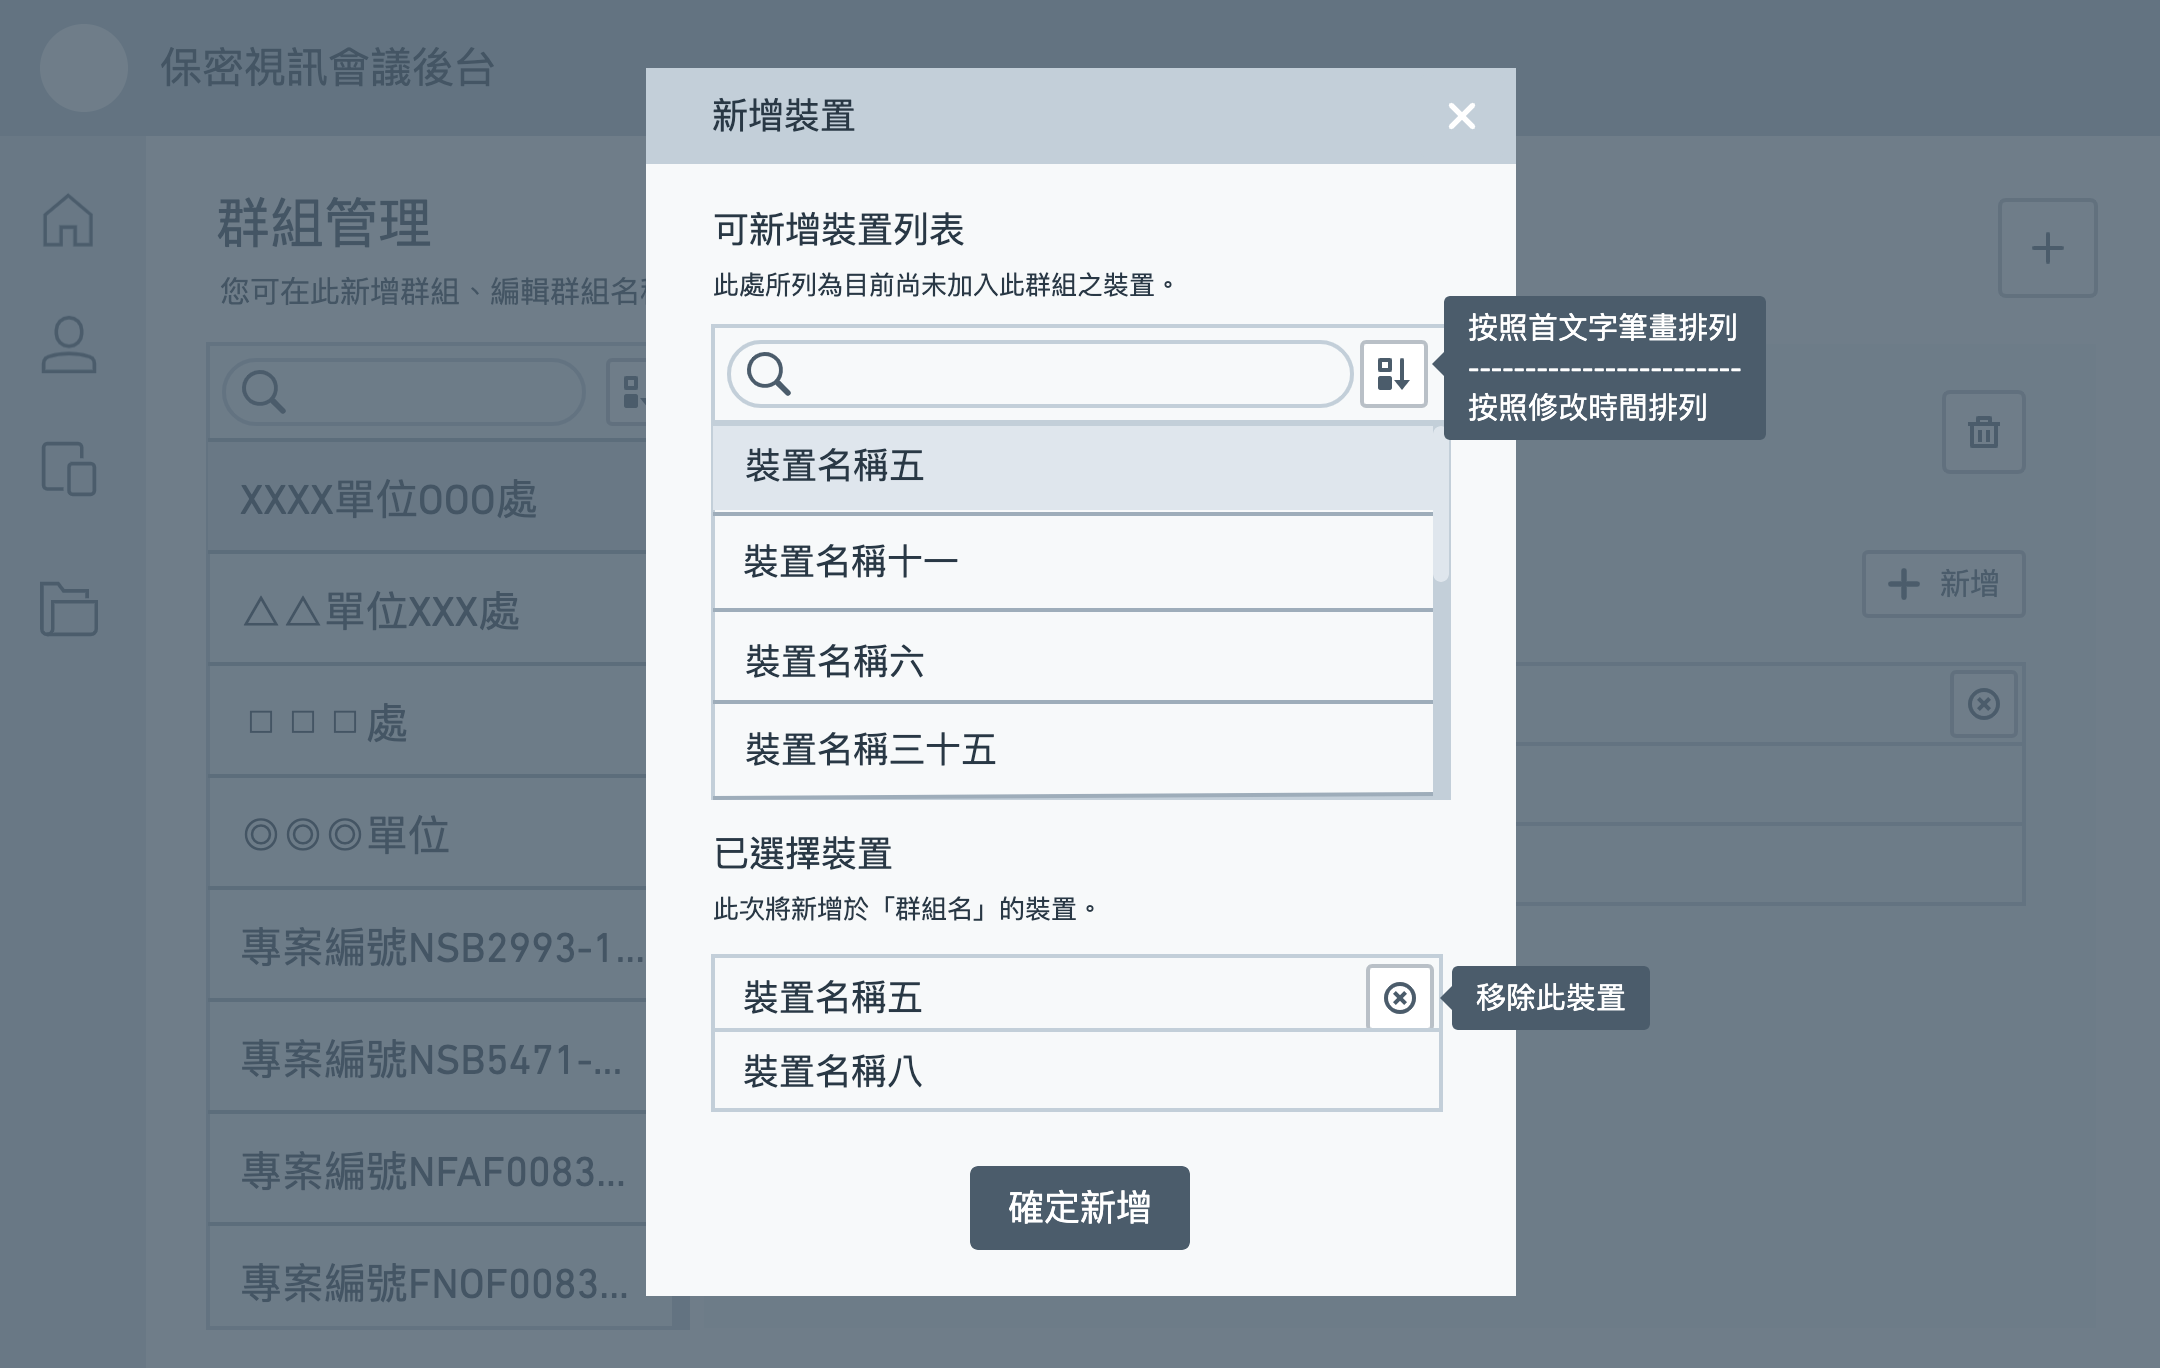 保密視訊會議後台
群組管理
您可在此新增群組、編輯群組名
XXXX單位OOO處
△△單位XXX處
□□□處
◎◎◎單位
專案編號NSB2993-1...
專案編號NSB5471-...
專案編號NFAF0083...
專案編號FNOF0083...
新增裝置
可新增裝置列表
此處所列為目前尚未加入此群組之裝置。
按照首文字筆畫排列
------------------------
按照修改時間排列
裝置名稱五
裝置名稱十一
裝置名稱六
裝置名稱三十五
已選擇裝置
此次將新增於「群組名」的裝置。
裝置名稱五
移除此裝置
裝置名稱八
確定新增
新增